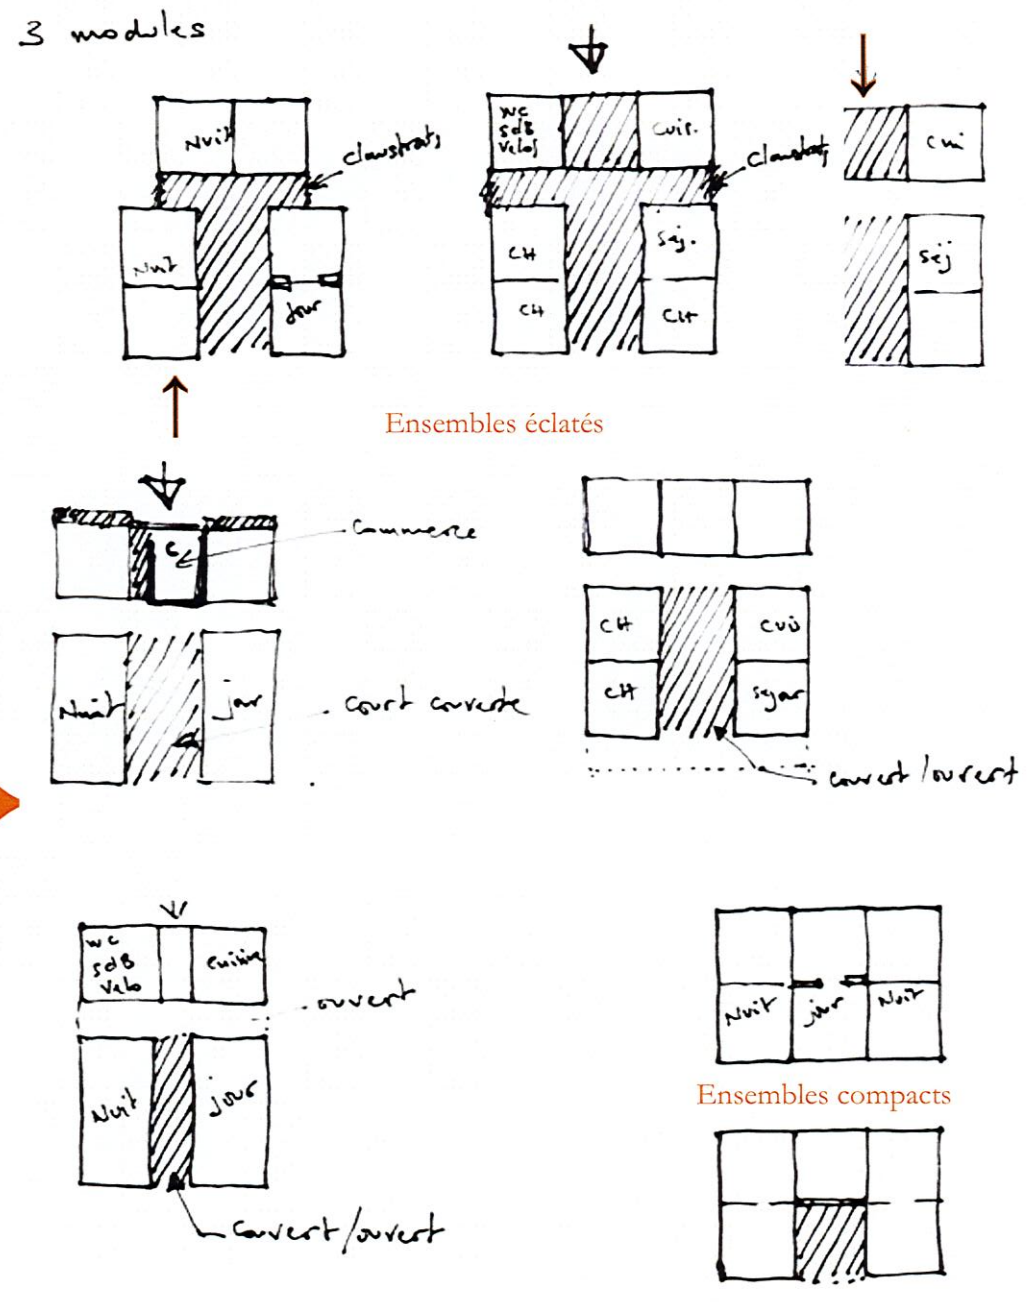 3 modules
Nuit
claustrats
Nuit
Jour
WC
SdB
Velos
Cuis.
Claustrats
CH
Séj.
CH
CH
Cui
Séj
Ensembles éclatés
C
Commerce
Nuit
jour
Court couverte
CH
Cuis
CH
Sejour
couvert/ouvert
WC
SdB
Velo
Cuisine
ouvert
Nuit
jour
Couvert/ouvert
Nuit
jour
Nuit
Ensembles compacts